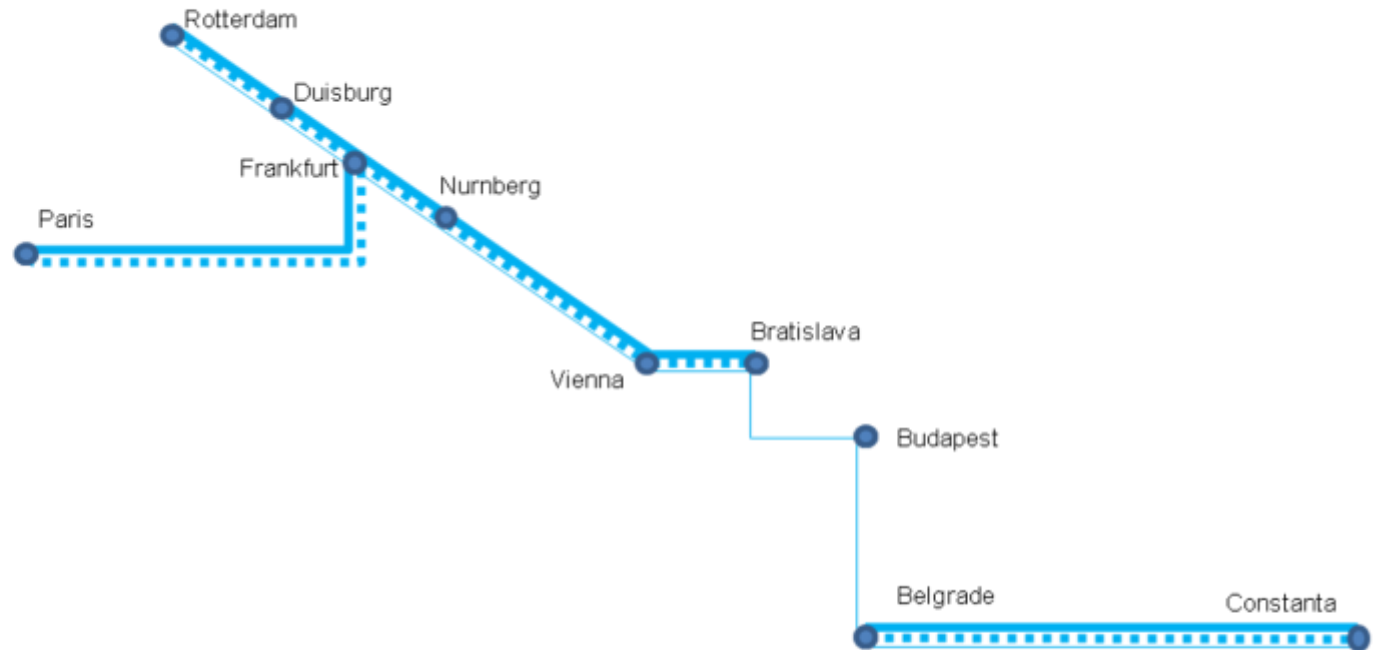 Rotterdam
Duisburg
Frankfurt
Nurnberg
Paris
Bratislava
Vienna
Budapest
Belgrade
Constanta